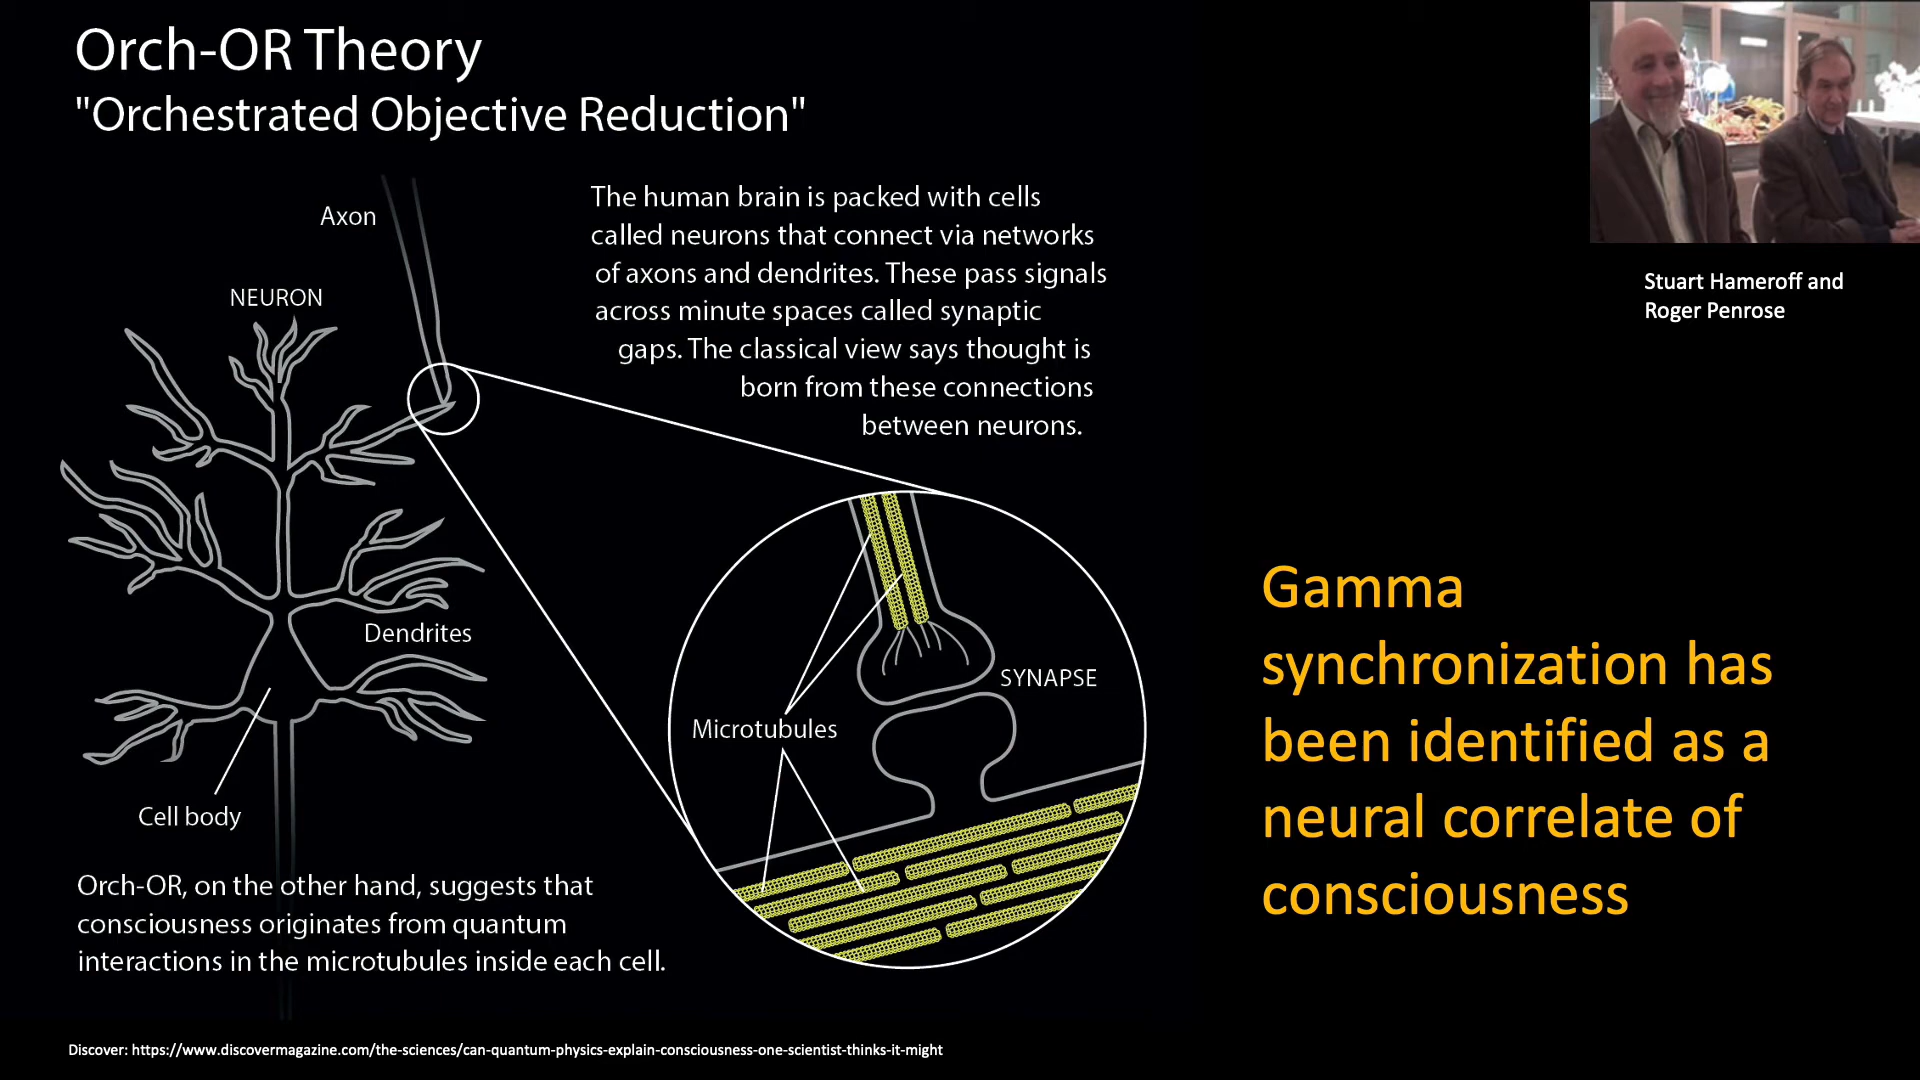 Orch-OR Theory
"Orchestrated Objective Reduction"
Stuart Hameroff and
Roger Penrose
The human brain is packed with cells
called neurons that connect via networks
of axons and dendrites. These pass signals
across minute spaces called synaptic
gaps. The classical view says thought is
born from these connections
between neurons.
Axon
NEURON
Dendrites
Cell body
SYNAPSE
Microtubules
Gamma
synchronization has
been identified as a
neural correlate of
consciousness
Orch-OR, on the other hand, suggests that
consciousness originates from quantum
interactions in the microtubules inside each cell.
Discover: https://www.discovermagazine.com/the-sciences/can-quantum-physics-explain-consciousness-one-scientist-thinks-it-might